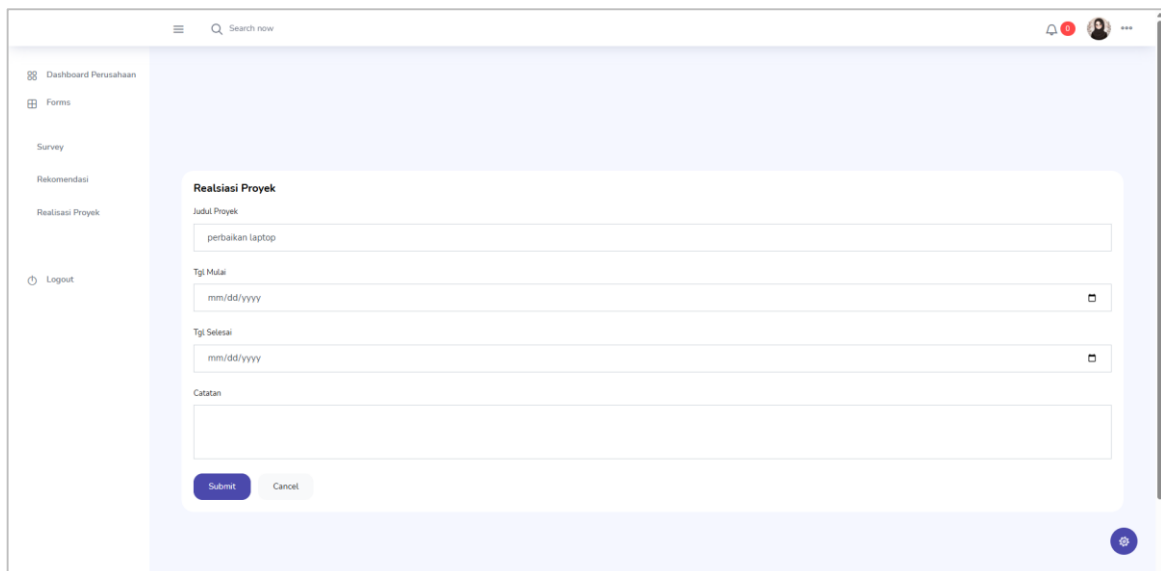 Search now
0
Dashboard Perusahaan
Forms
Survey
Rekomendasi
Realisasi Proyek
Logout
Realsiasi Proyek
Judul Proyek
perbaikan laptop
Tgl Mulai
mm/dd/yyyy
Tgl Selesai
mm/dd/yyyy
Catatan
Submit Cancel